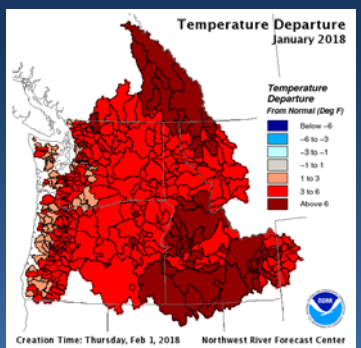 Temperature Departure
January 2018
Temperature
Departure
From Normal (Deg F)
Below -6
-6 to -3
-3 to -1
-1 to 1
1 to 3
3 to 6
Above 6
NOAA
Creation Time: Thursday, Feb 1, 2018 Northwest River Forecast Center